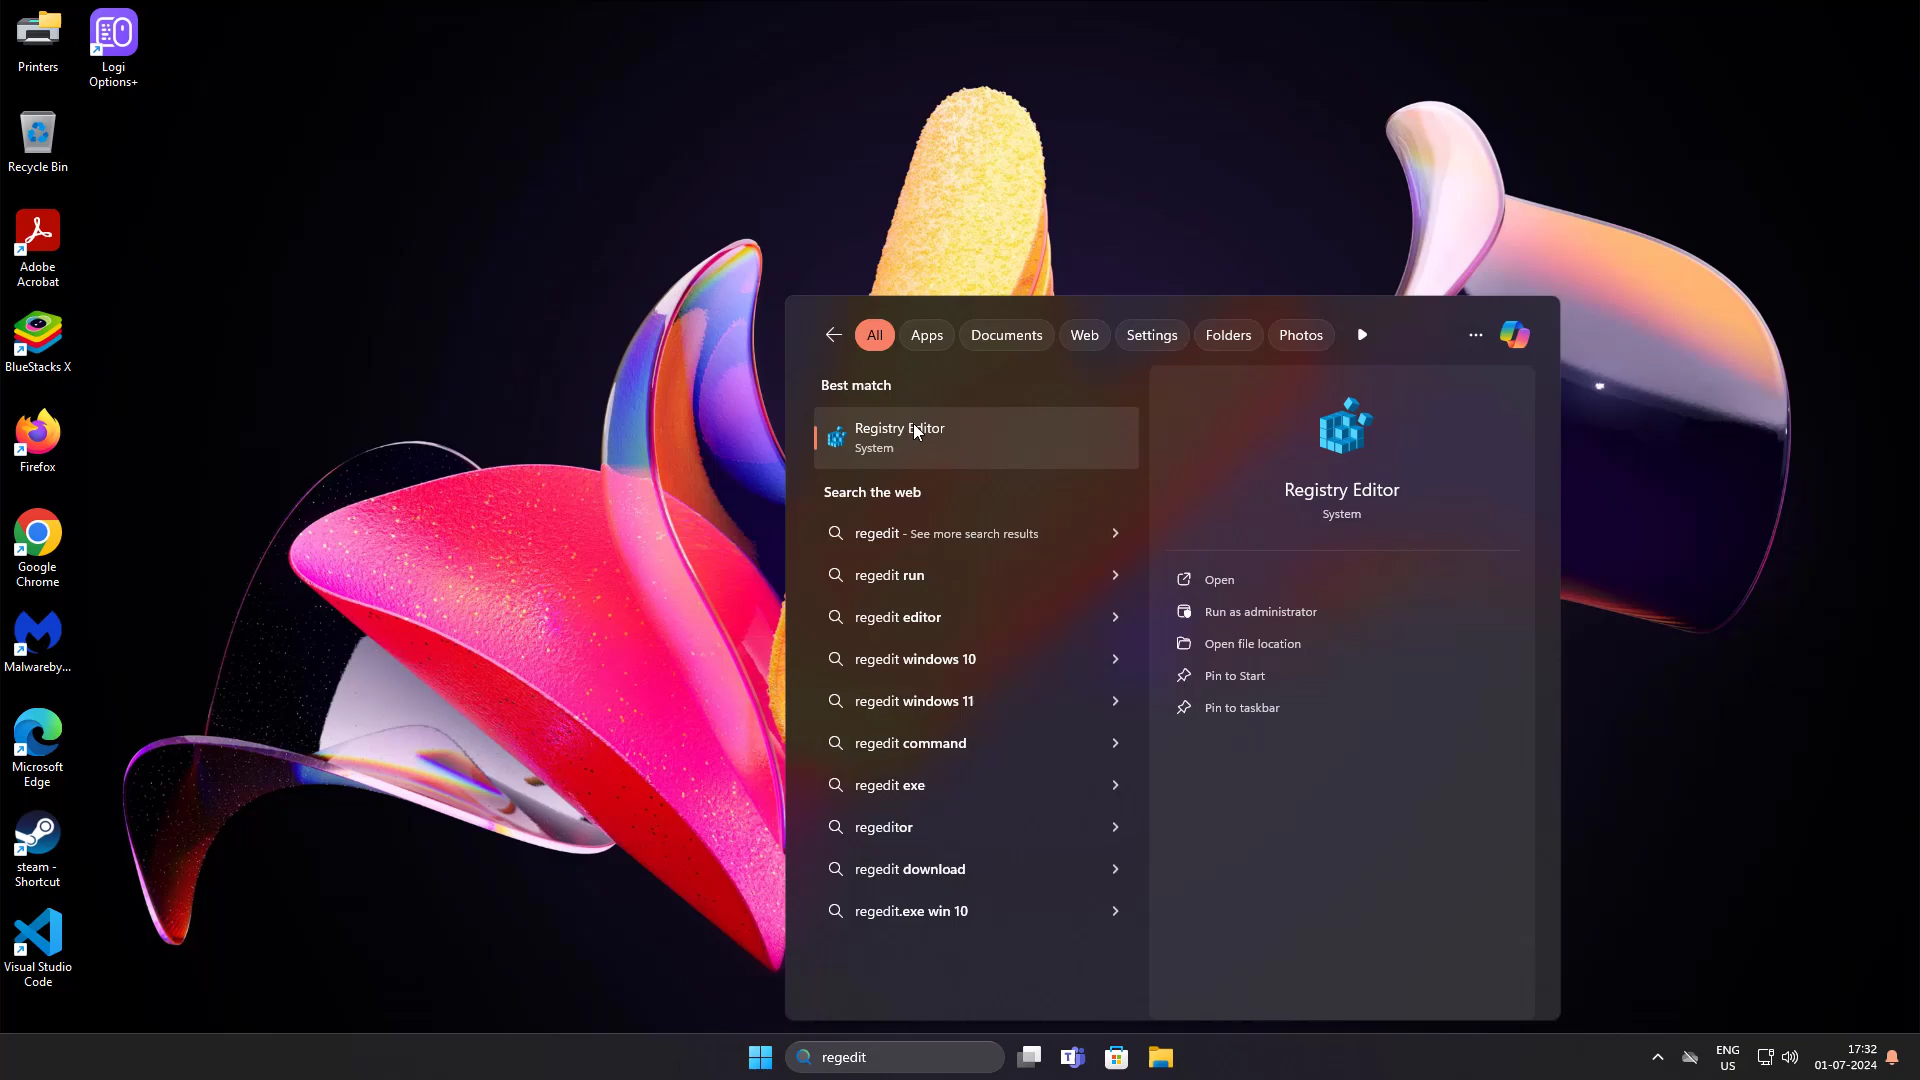 Printers
Logi
Options+
Recycle Bin
Adobe
Acrobat
BlueStacks X
Firefox
Google
Chrome
Malwareby...
Microsoft
Edge
steam -
Shortcut
Visual Studio
Code
All
Apps
Documents
Web
Settings
Folders
Photos
Best match
Registry Editor
System
Search the web
regedit - See more search results
regedit run
regedit editor
regedit windows 10
regedit windows 11
regedit command
regedit exe
regeditor
regedit download
regedit.exe win 10
Registry Editor
System
Open
Run as administrator
Open file location
Pin to Start
Pin to taskbar
regedit
ENG
US
17:32
01-07-2024